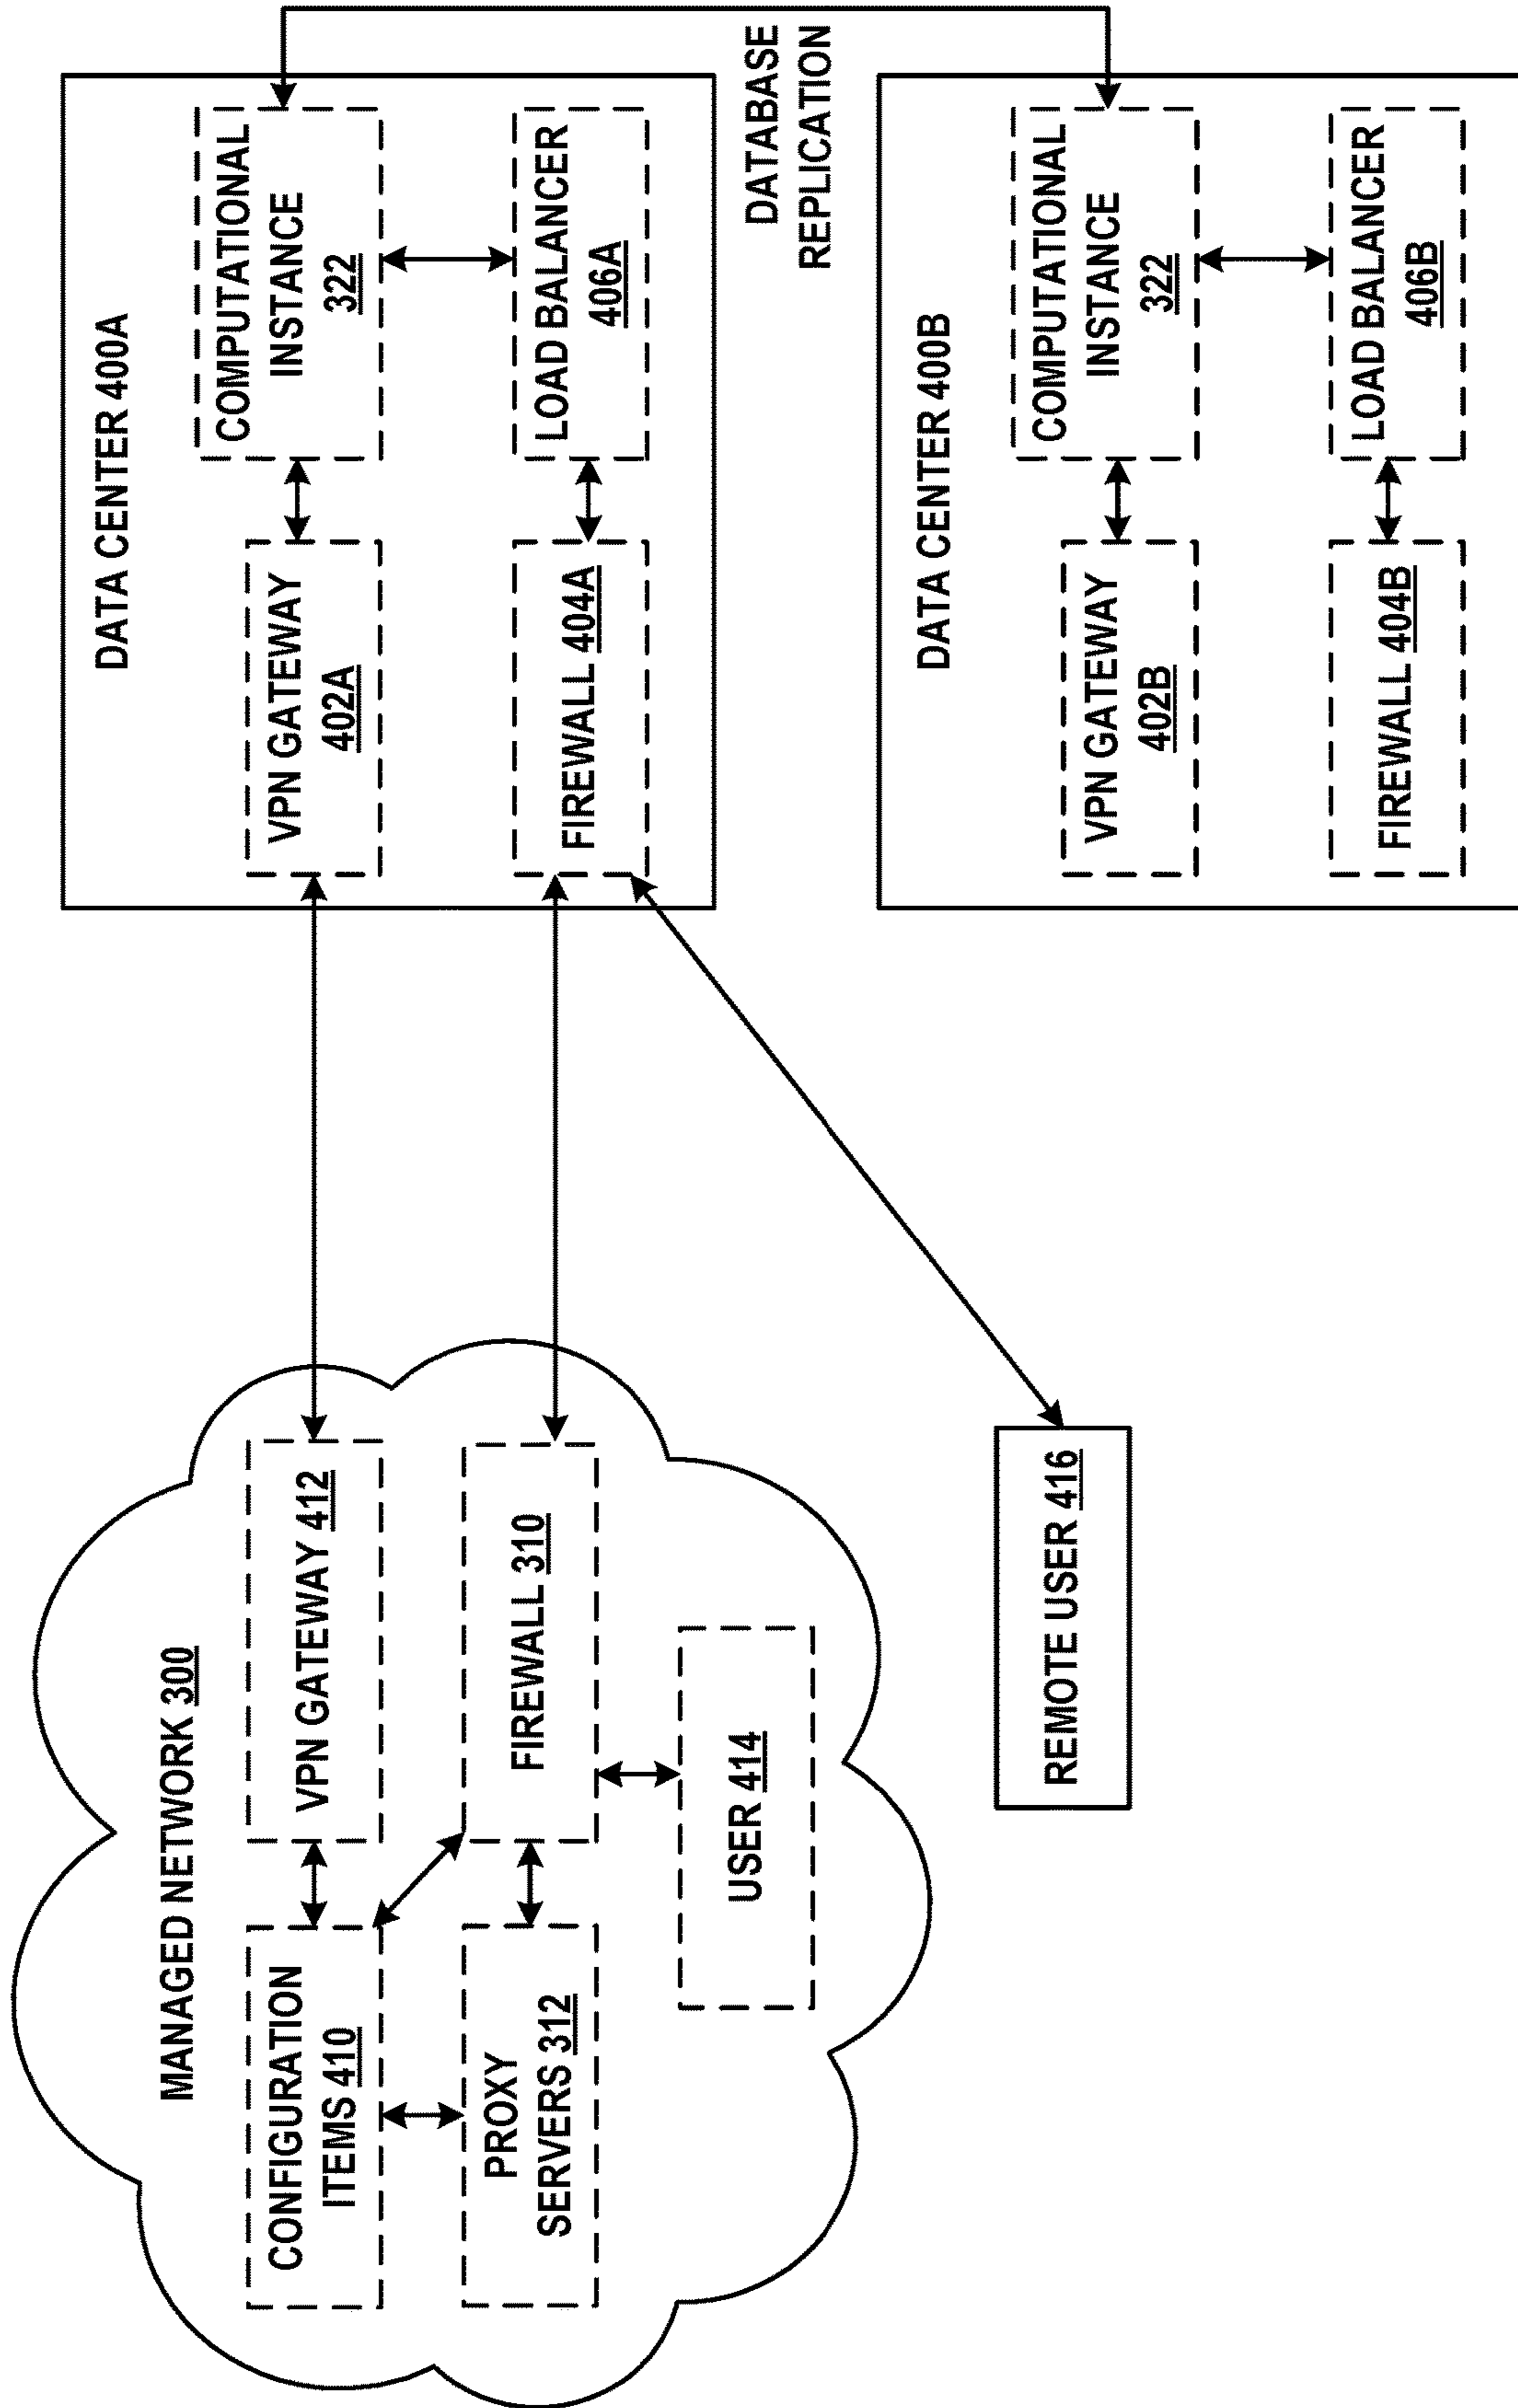 MANAGED NETWORK 300
CONFIGURATION
ITEMS 410
VPN GATEWAY 412
PROXY
SERVERS 312
FIREWALL 310
USER 414
REMOTE USER 416
DATA CENTER 400A
VPN GATEWAY
402A
COMPUTATIONAL
INSTANCE
322
FIREWALL 404A
LOAD BALANCER
406A
DATABASE
REPLICATION
DATA CENTER 400B
VPN GATEWAY
402B
COMPUTATIONAL
INSTANCE
322
FIREWALL 404B
LOAD BALANCER
406B